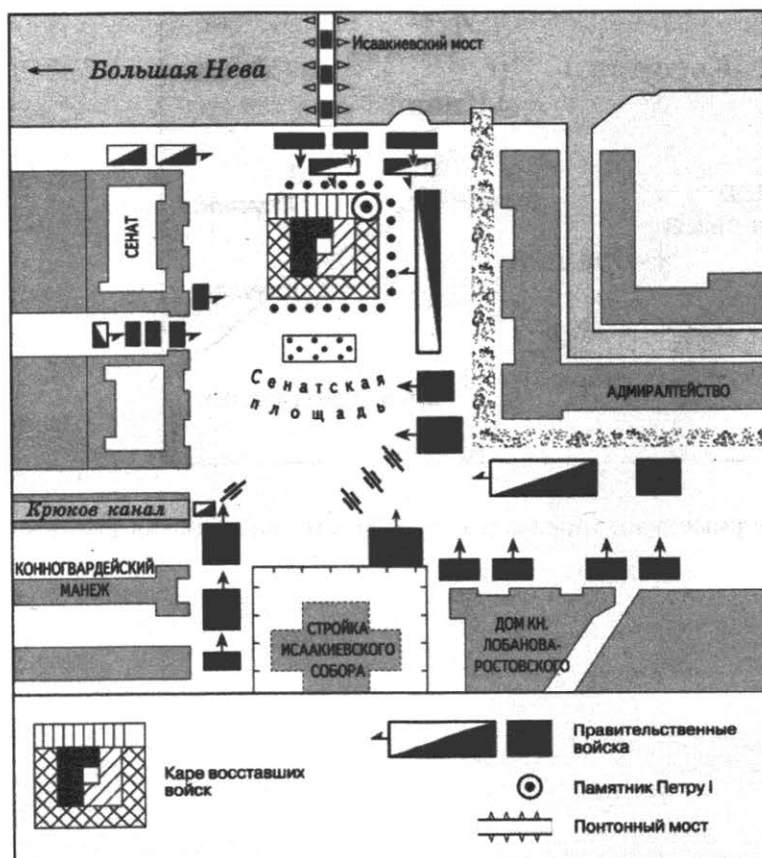 Исаакиевский мост
Большая Нева
СЕНАТ
Сенатская
площадь
АДМИРАЛТЕЙСТВО
Крюков канал
КОННОГВАРДЕЙСКИЙ
МАНЕЖ
СТРОЙКА
ИСААКИЕВСКОГО
СОБОРА
ДОМ КН.
ЛОБАНОВА-
РОСТОВСКОГО
Каре восставших
войск
Правительственные
войска
Памятник Петру I
Понтонный мост